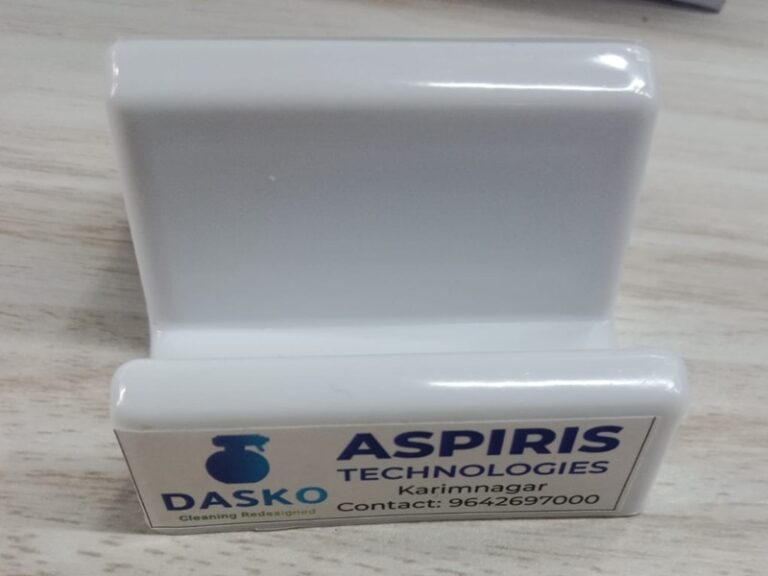 DASKO
Cleaning Redesigned
ASPIRIS
TECHNOLOGIES
Karimnagar
Contact: 9642697000